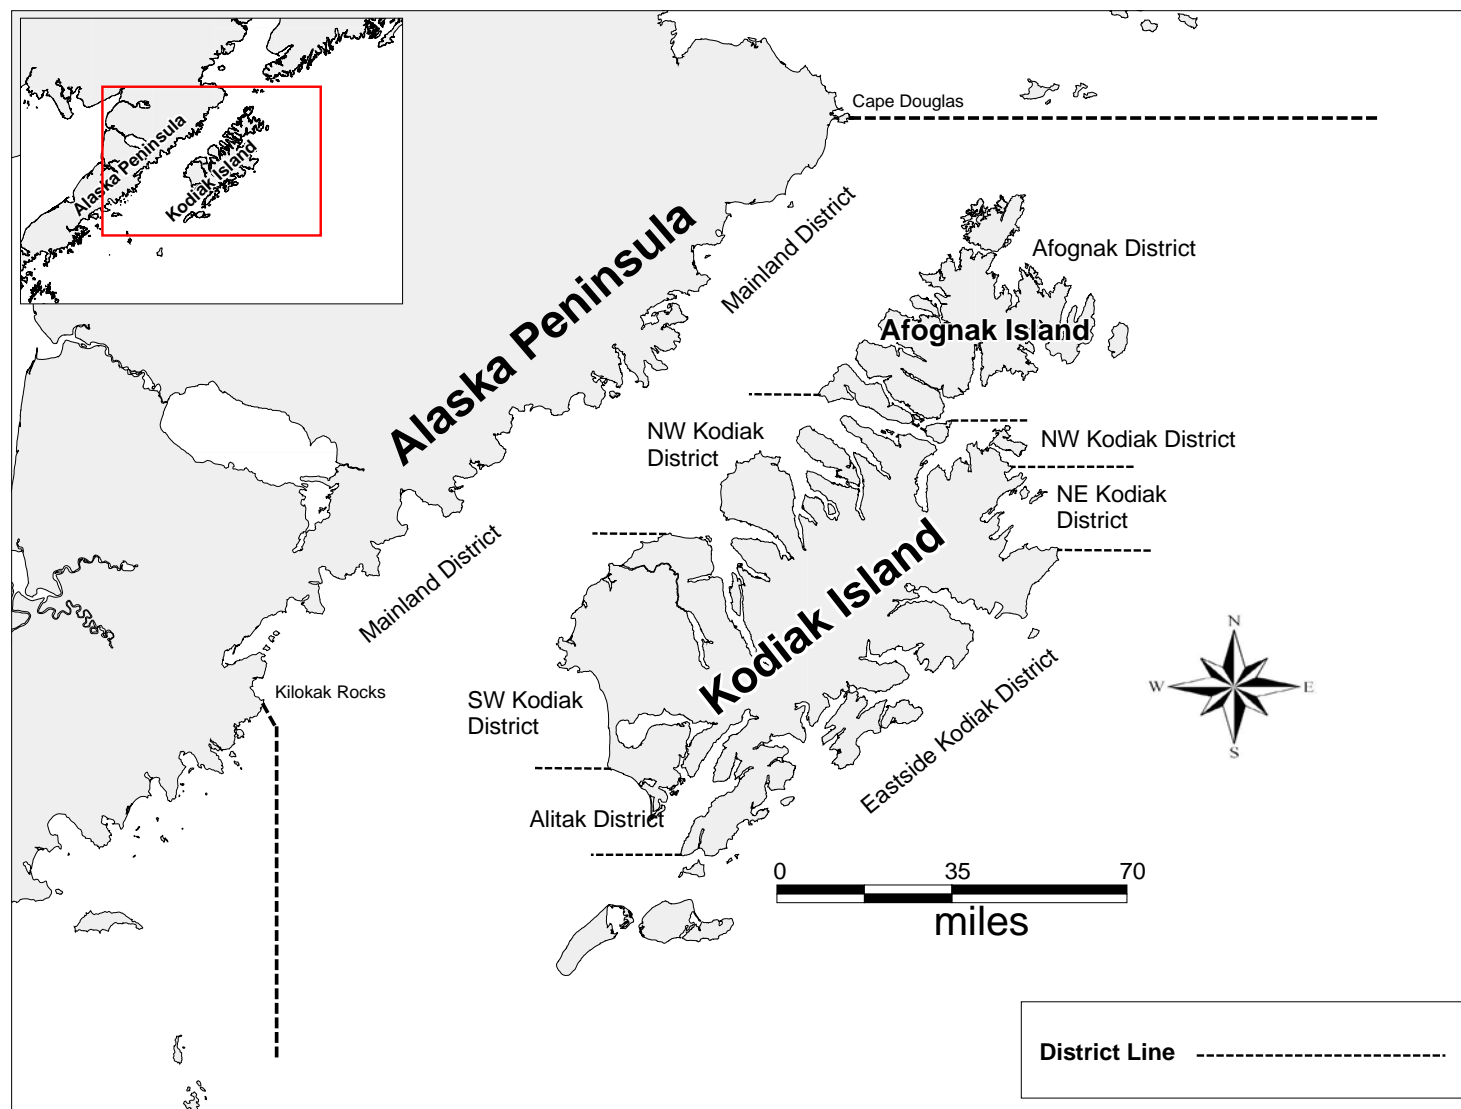 Alaska Peninsula
Kodiak Island
Cape Douglas
Mainland District
Afognak District
Alaska Peninsula
Afognak Island
NW Kodiak
District
NW Kodiak District
NE Kodiak
District
Mainland District
Kodiak Island
Kilokak Rocks
SW Kodiak
District
Eastside Kodiak District
N
W
E
S
Alitak District
0
35
70
miles
District Line